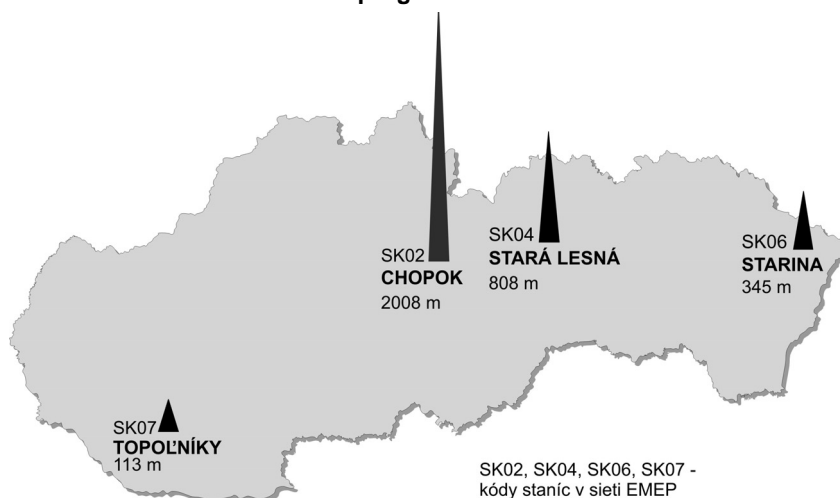 SK02
CHOPOK
2008 m
SK04
STARÁ LESNÁ
808 m
SK06
STARINA
345 m
SK07
TOPOĽNÍKY
113 m
SK02, SK04, SK06, SK07 -
kódy staníc v sieti EMEP